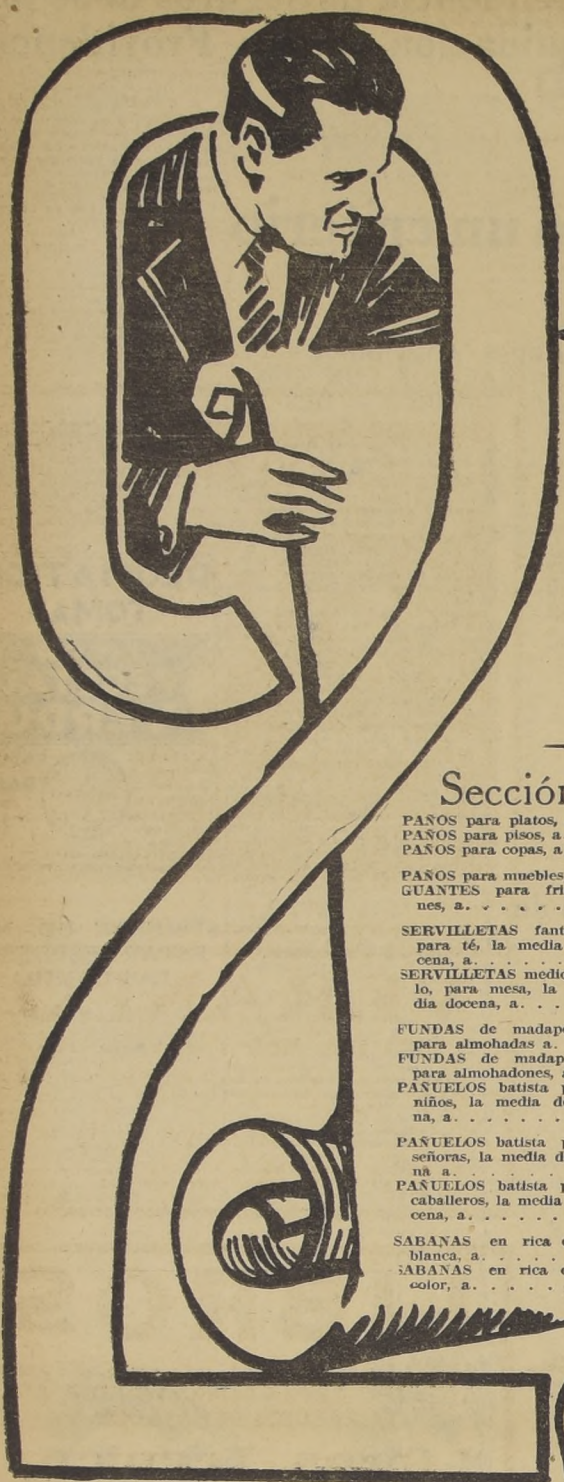 2
Sección
PAÑOS para platos,
PAÑOS para pisos, a
PAÑOS para copas, a
PAÑOS para muebles
GUANTES para fri
nes, a. . . . . .
SERVILLETAS fant
para té, la media
cena, a. . . . . .
SERVILLETAS medio
lo, para mesa, la
dia docena, a. . .
FUNDAS de madap
para almohadas a.
FUNDAS de madap
para almohadones, a
PAÑUELOS batista p
niños, la media d
na, a. . . . . . .
PAÑUELOS batista p
señoras, la media d
na a. . . . . . .
PAÑUELOS batista p
caballeros, la media
cena, a. . . . . .
SABANAS en rica c
blanca, a. . . . .
SABANAS en rica c
color, a. . . . . .